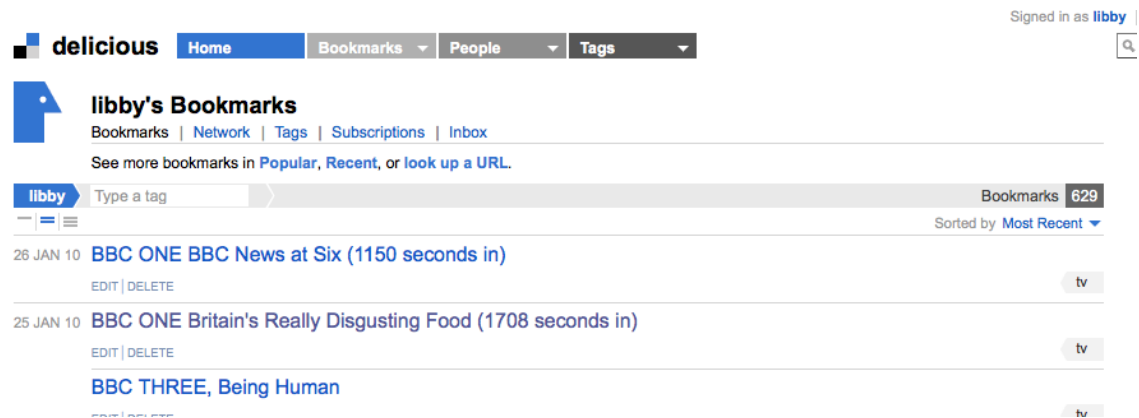 Signed in as libby |
delicious Home Bookmarks People Tags
libby's Bookmarks
Bookmarks | Network | Tags | Subscriptions | Inbox
See more bookmarks in Popular, Recent, or look up a URL.
libby Type a tag Bookmarks 629
Sorted by Most Recent
26 JAN 10 BBC ONE BBC News at Six (1150 seconds in)
EDIT | DELETE tv
25 JAN 10 BBC ONE Britain's Really Disgusting Food (1708 seconds in)
EDIT | DELETE tv
BBC THREE, Being Human
EDIT | DELETE tv